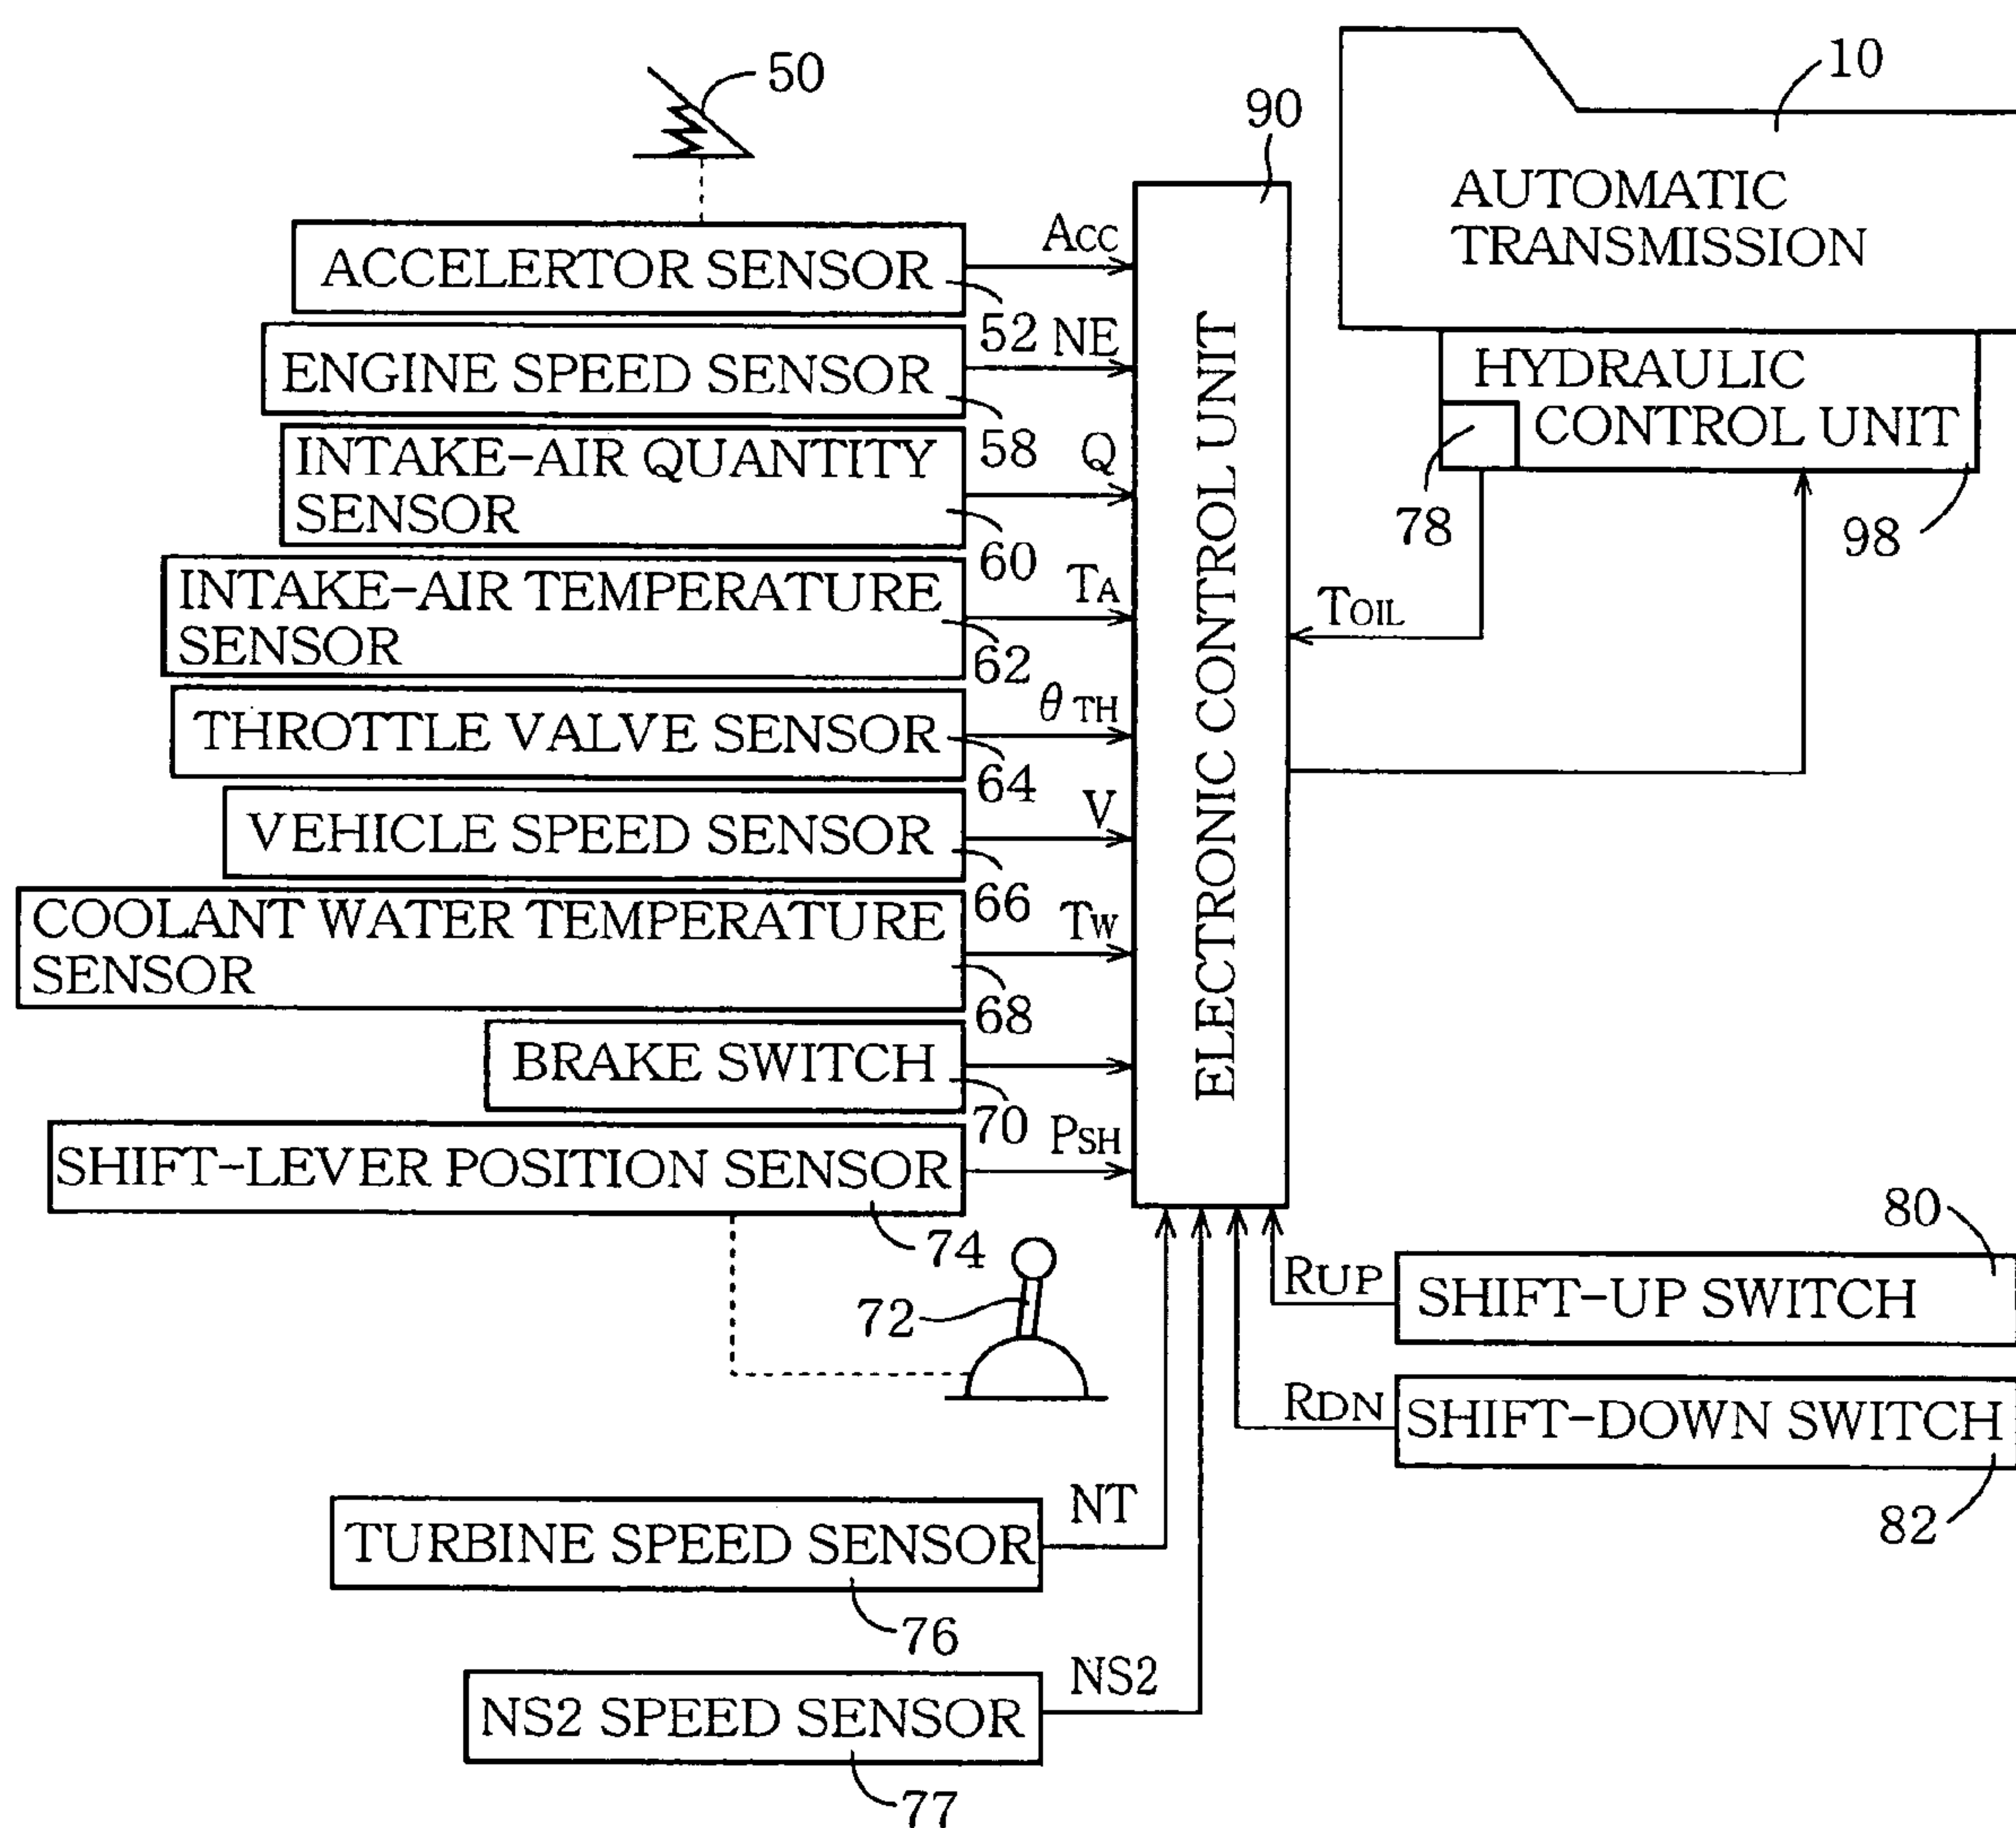 50
10
90
AUTOMATIC
TRANSMISSION
ACCELERTOR SENSOR
ACC
52
NE
ENGINE SPEED SENSOR
58
Q
INTAKE-AIR QUANTITY
SENSOR
60
TA
INTAKE-AIR TEMPERATURE
SENSOR
62
θTH
THROTTLE VALVE SENSOR
64
V
VEHICLE SPEED SENSOR
66
TW
COOLANT WATER TEMPERATURE
SENSOR
68
BRAKE SWITCH
70
PSH
SHIFT-LEVER POSITION SENSOR
74
72
ELECTRONIC CONTROL UNIT
HYDRAULIC
CONTROL UNIT
78
98
TOIL
80
RUP
SHIFT-UP SWITCH
RDN
SHIFT-DOWN SWITCH
82
NT
TURBINE SPEED SENSOR
76
NS2
NS2 SPEED SENSOR
77